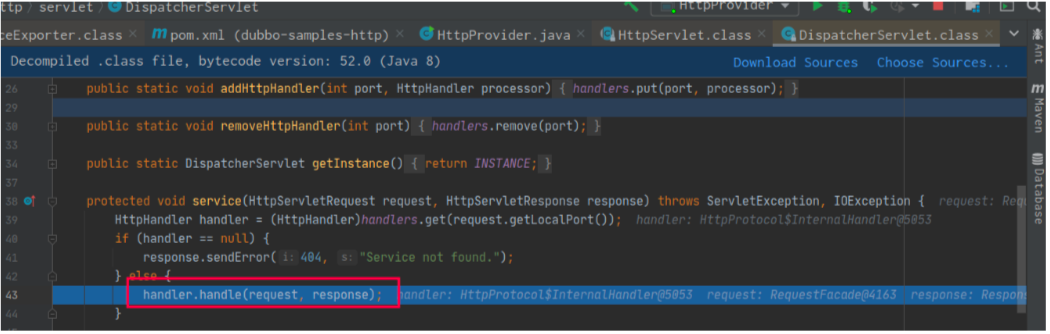 ttp › servlet › DispatcherServlet HttpProvider
ceExporter.class × pom.xml (dubbo-samples-http) × HttpProvider.java × HttpServlet.class × DispatcherServlet.class ×
Decompiled .class file, bytecode version: 52.0 (Java 8) Download Sources Choose Sources...
26 public static void addHttpHandler(int port, HttpHandler processor) { handlers.put(port, processor); }
29
30 public static void removeHttpHandler(int port) { handlers.remove(port); }
33
34 public static DispatcherServlet getInstance() { return INSTANCE; }
37
38 protected void service(HttpServletRequest request, HttpServletResponse response) throws ServletException, IOException { request: Requ
39 HttpHandler handler = (HttpHandler)handlers.get(request.getLocalPort()); handler: HttpProtocol$InternalHandler@5053
40 if (handler == null) {
41 response.sendError( i: 404, s: "Service not found.");
42 } else {
43 handler.handle(request, response); handler: HttpProtocol$InternalHandler@5053 request: RequestFacade@4163 response: Respon
44 }
Ant
Maven
Database